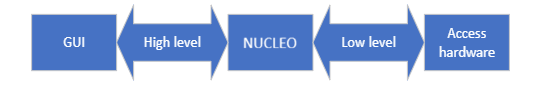 GUI
High level
NUCLEO
Low level
Access
hardware